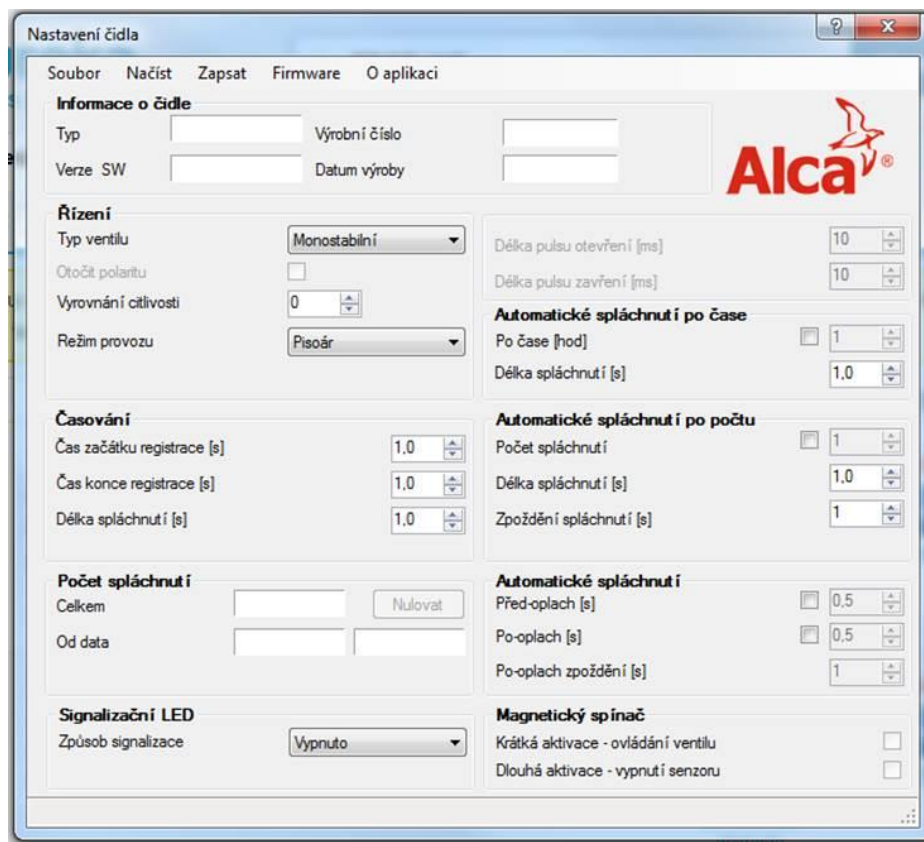 Nastavení čidla
Soubor Načíst Zapsat Firmware O aplikaci
Informace o čidle
Typ
Výrobní číslo
Verze SW
Datum výroby
Alca®
Řízení
Typ ventilu Monostabilní
Otočit polaritu
Vyrovnání citlivosti 0
Režim provozu Pisoár
Délka pulsu otevření [ms] 10
Délka pulsu zavření [ms] 10
Automatické spláchnutí po čase
Po čase [hod] 1
Délka spláchnutí [s] 1,0
Časování
Čas začátku registrace [s] 1,0
Čas konce registrace [s] 1,0
Délka spláchnutí [s] 1,0
Automatické spláchnutí po počtu
Počet spláchnutí 1
Délka spláchnutí [s] 1,0
Zpoždění spláchnutí [s] 1
Počet spláchnutí
Celkem Nulovat
Od data
Automatické spláchnutí
Před-oplach [s] 0,5
Po-oplach [s] 0,5
Po-oplach zpoždění [s] 1
Signalizační LED
Způsob signalizace Vypnuto
Magnetický spínač
Krátká aktivace - ovládání ventilu
Dlouhá aktivace - vypnutí senzoru